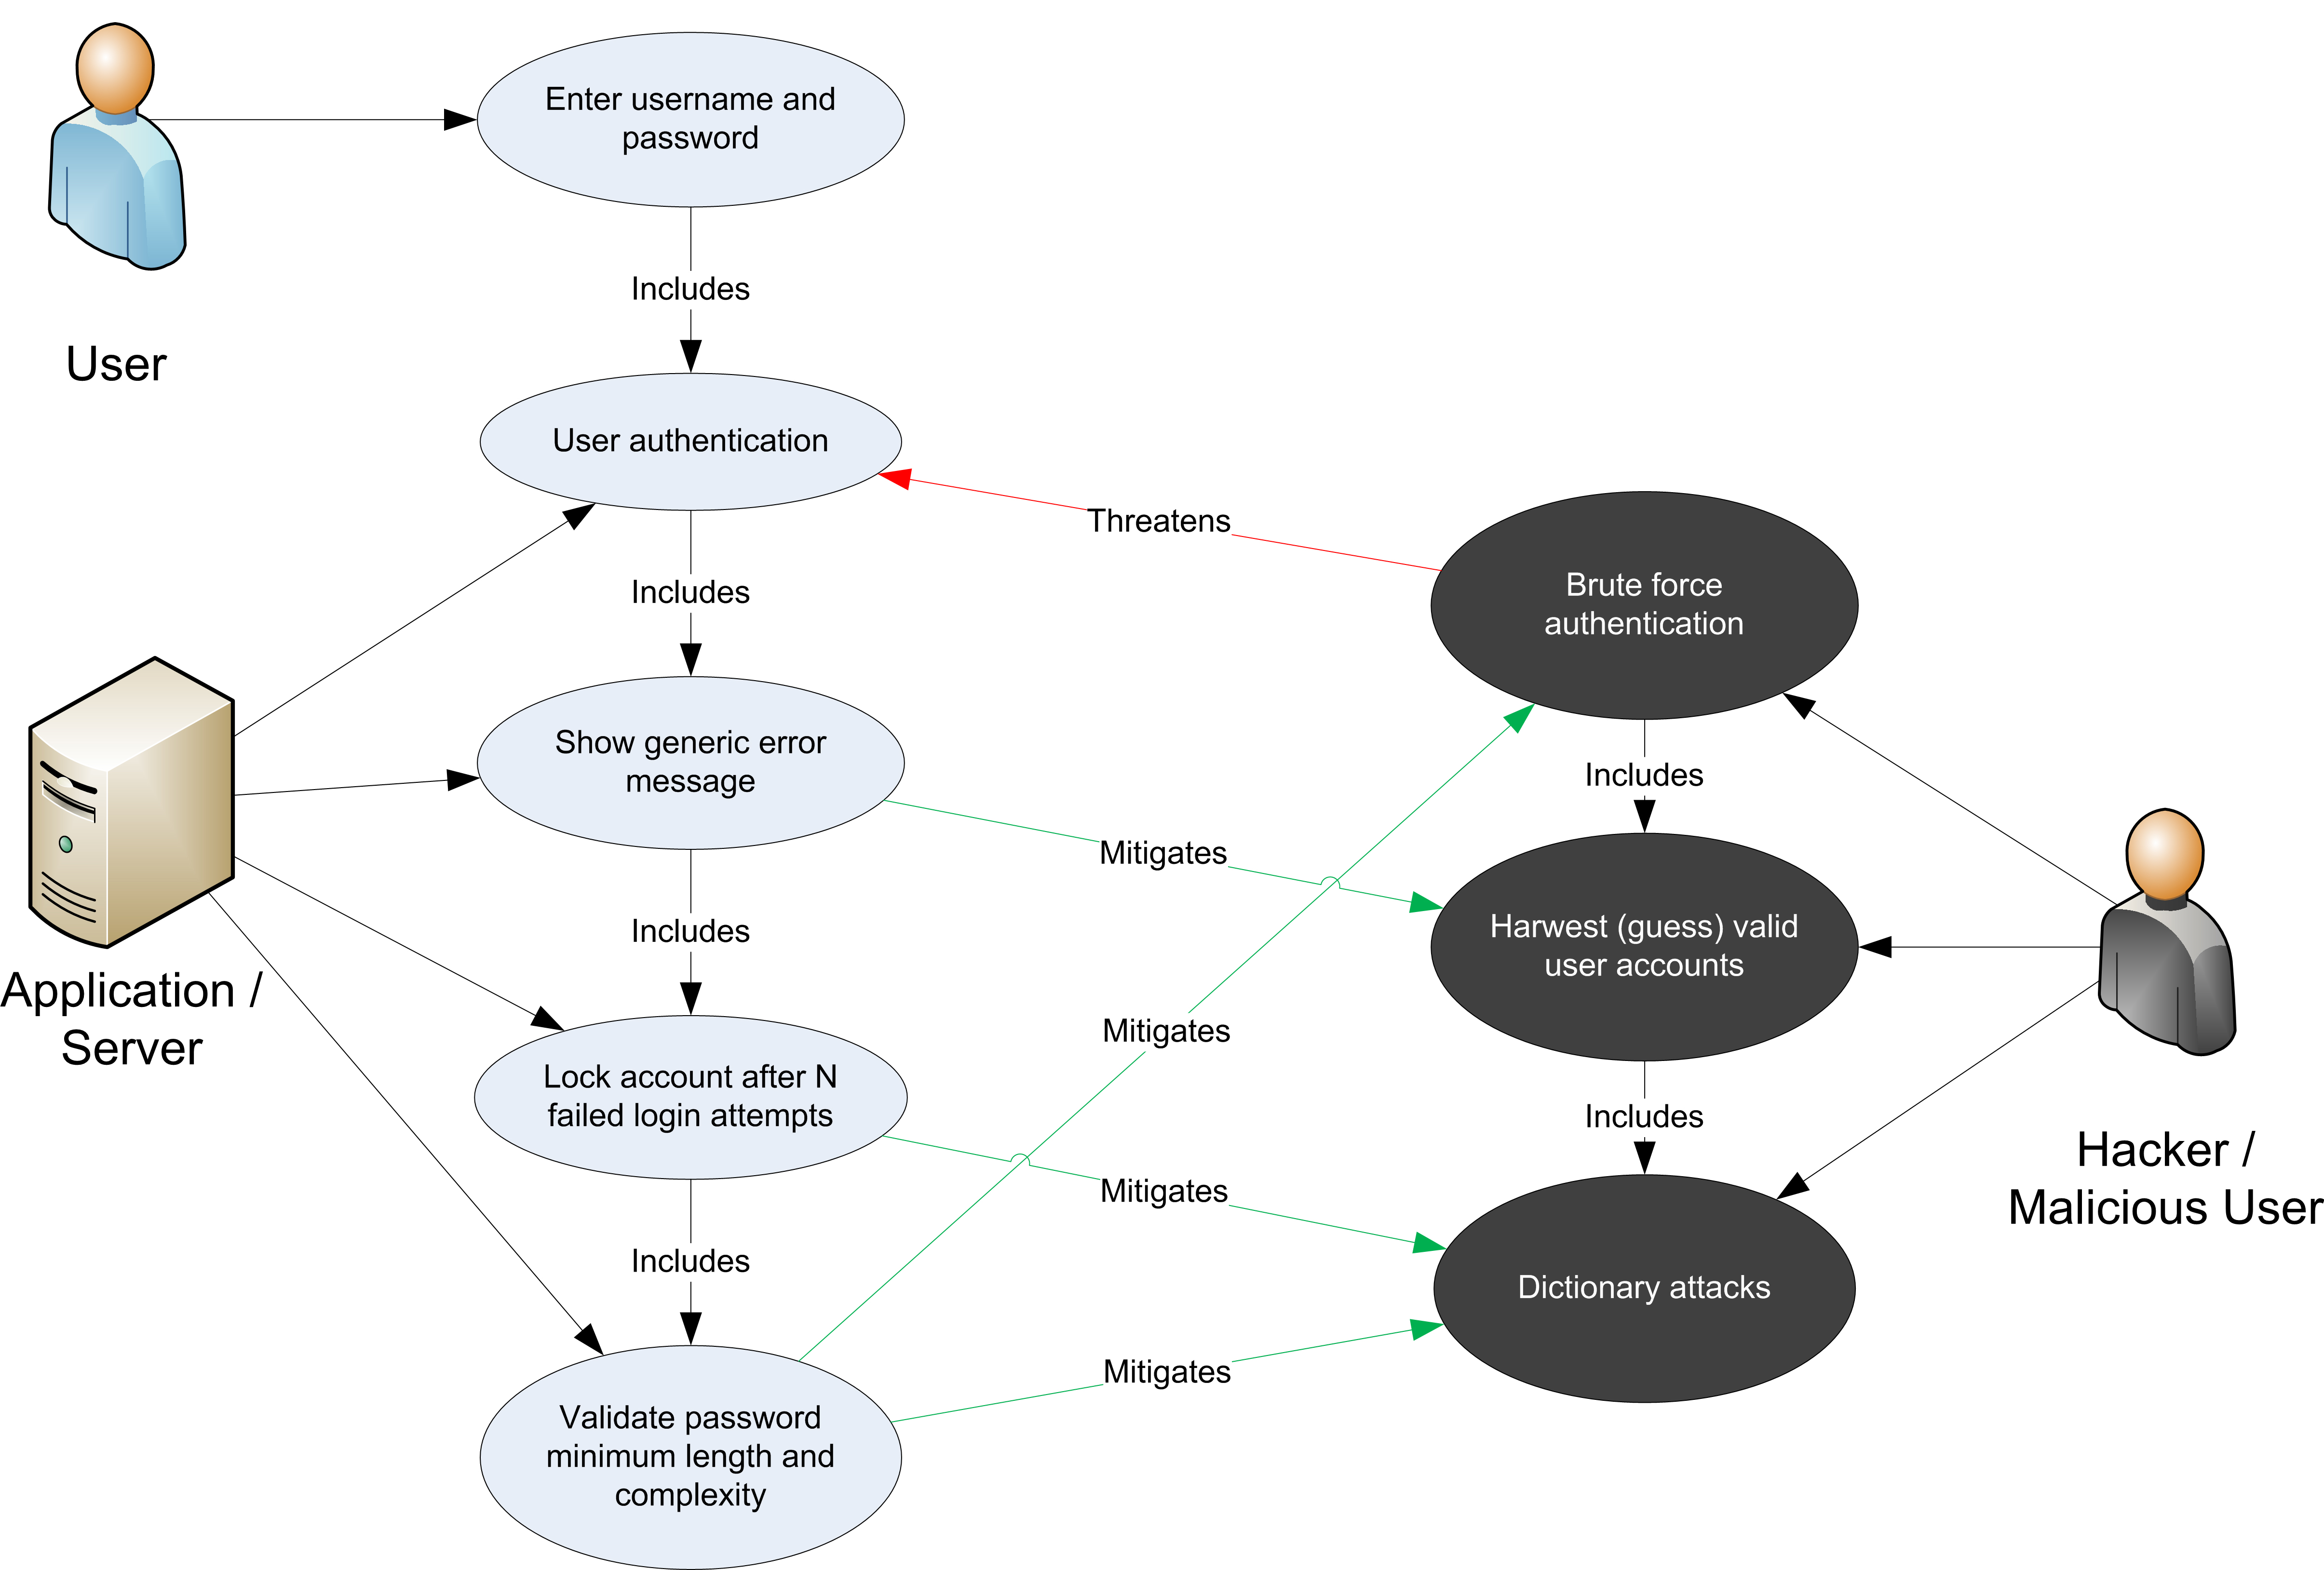 Enter username and
password
Includes
User
User authentication
Threatens
Includes
Brute force
authentication
Show generic error
message
Includes
Mitigates
Includes
Harwest (guess) valid
user accounts
Application /
Server
Mitigates
Lock account after N
failed login attempts
Includes
Hacker /
Malicious User
Mitigates
Includes
Dictionary attacks
Mitigates
Validate password
minimum length and
complexity